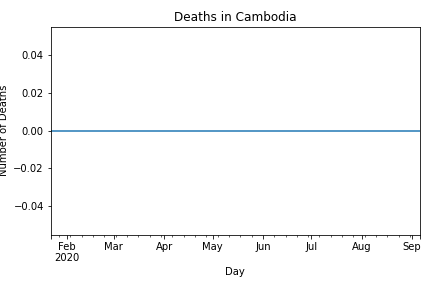 Deaths in Cambodia
Number of Deaths
0.04
0.02
0.00
−0.02
−0.04
Feb Mar Apr May Jun Jul Aug Sep
2020
Day